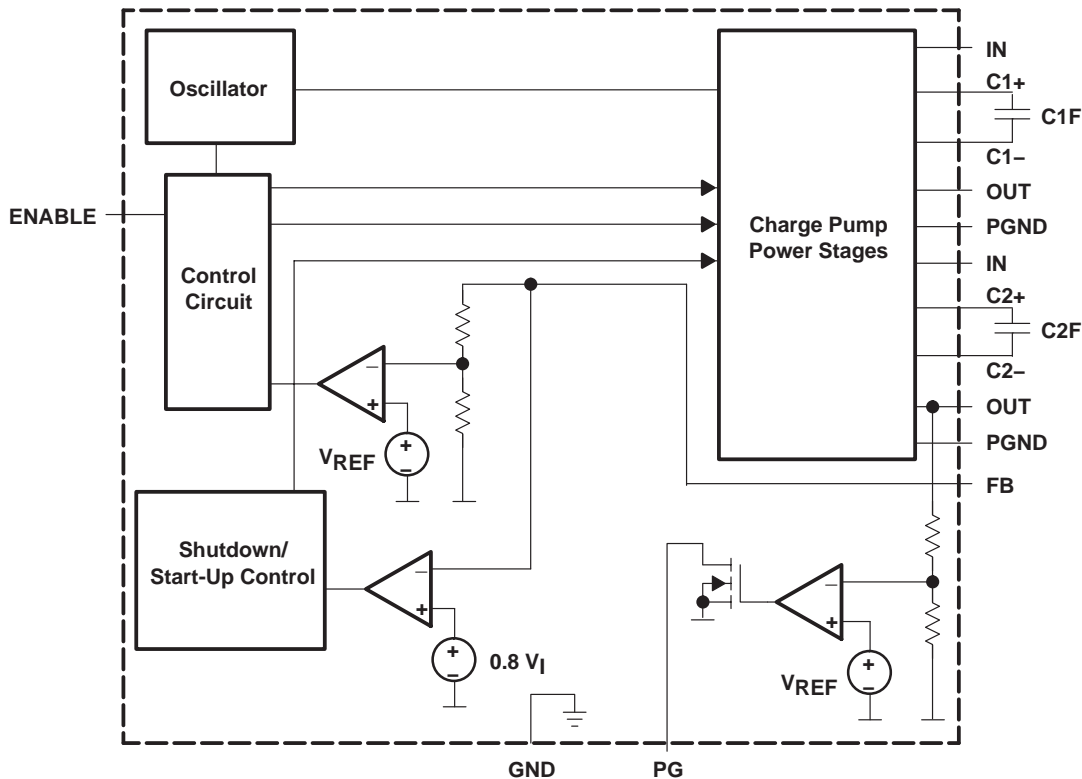 Oscillator
ENABLE
Control
Circuit
Charge Pump
Power Stages
IN
C1+
C1F
C1–
OUT
PGND
IN
C2+
C2F
C2–
OUT
PGND
FB
–
+
+
–
VREF
Shutdown/
Start-Up Control
–
+
+
–
0.8 VI
–
+
+
–
VREF
GND
PG